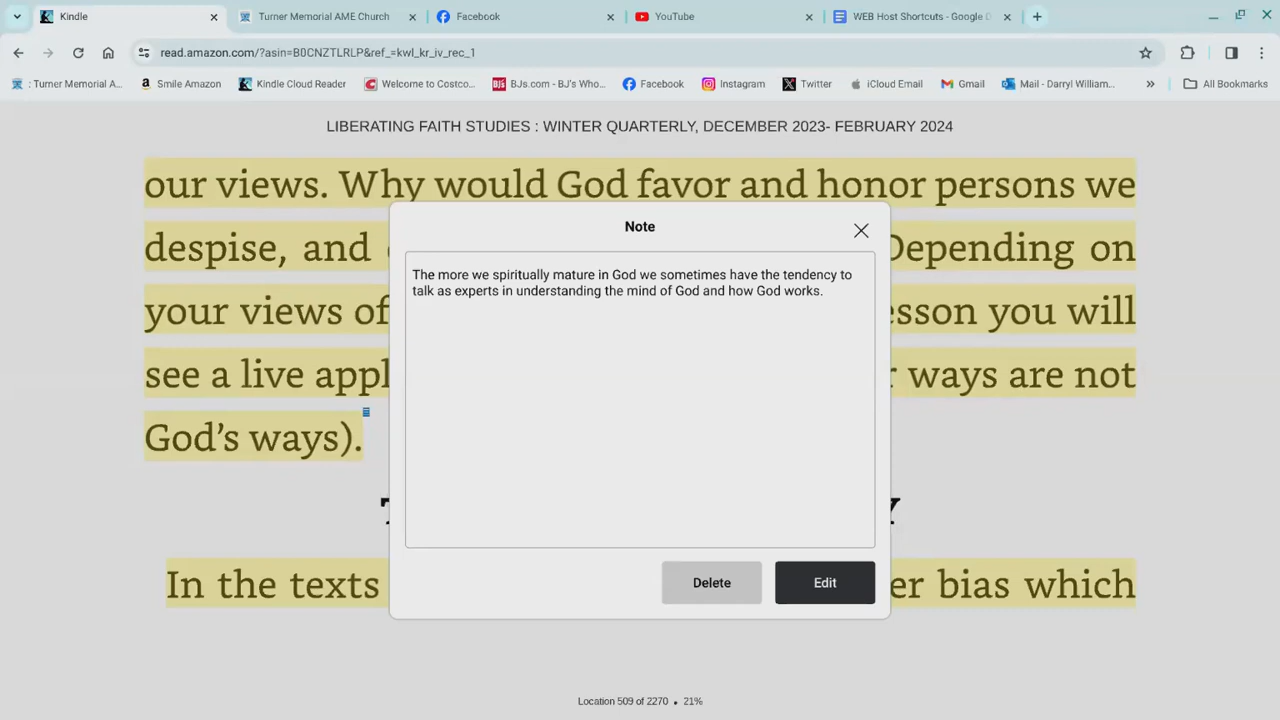 Kindle
Turner Memorial AME Church
Facebook
YouTube
WEB Host Shortcuts - Google D
read.amazon.com/?asin=B0CNZTLRLP&ref_=kwl_kr_iv_rec_1
: Turner Memorial A...
Smile Amazon
Kindle Cloud Reader
Welcome to Costco...
BJs.com - BJ's Who...
Facebook
Instagram
Twitter
iCloud Email
Gmail
Mail - Darryl William...
All Bookmarks
LIBERATING FAITH STUDIES : WINTER QUARTERLY, DECEMBER 2023- FEBRUARY 2024
our views. Why would God favor and honor persons we
despise, and Depending on
your views of esson you will
see a live appl ways are not
God's ways).
In the texts er bias which
Note
The more we spiritually mature in God we sometimes have the tendency to
talk as experts in understanding the mind of God and how God works.
Delete
Edit
Location 509 of 2270 • 21%